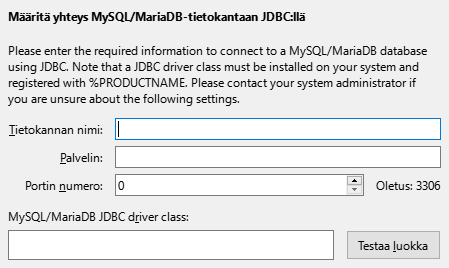 Määritä yhteys MySQL/MariaDB-tietokantaan JDBC:llä
Please enter the required information to connect to a MySQL/MariaDB database
using JDBC. Note that a JDBC driver class must be installed on your system and
registered with %PRODUCTNAME. Please contact your system administrator if
you are unsure about the following settings.
Tietokannan nimi:
Palvelin:
Portin numero: 0 Oletus: 3306
MySQL/MariaDB JDBC driver class:
Testaa luokka